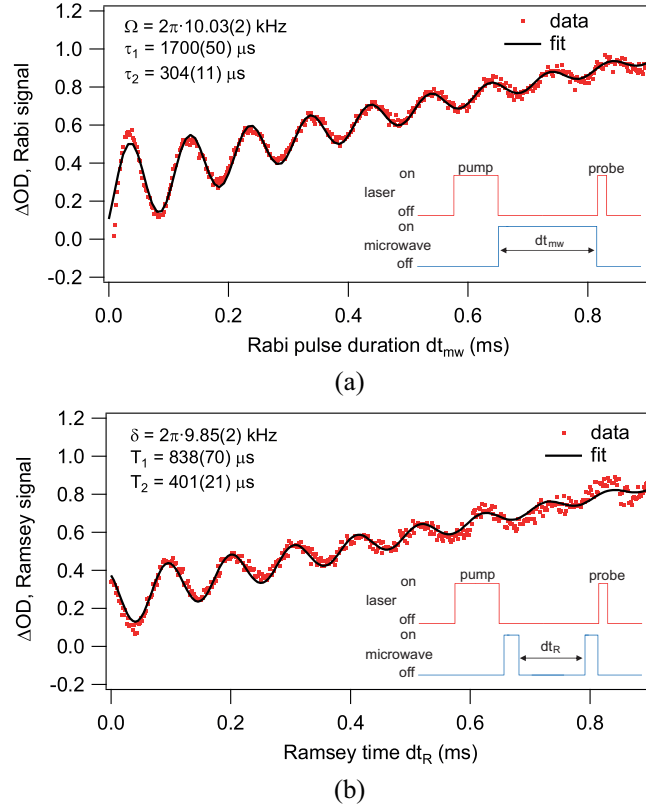 1.2
1.0
0.8
0.6
0.4
0.2
0.0
-0.2
ΔOD, Rabi signal
Ω = 2π·10.03(2) kHz
τ1 = 1700(50) μs
τ2 = 304(11) μs
data
fit
on
laser
off
pump
probe
on
microwave
off
dtmw
0.0 0.2 0.4 0.6 0.8
Rabi pulse duration dtmw (ms)
(a)
1.2
1.0
0.8
0.6
0.4
0.2
0.0
-0.2
ΔOD, Ramsey signal
δ = 2π·9.85(2) kHz
T1 = 838(70) μs
T2 = 401(21) μs
data
fit
on
laser
off
pump
probe
on
microwave
off
dtR
0.0 0.2 0.4 0.6 0.8
Ramsey time dtR (ms)
(b)